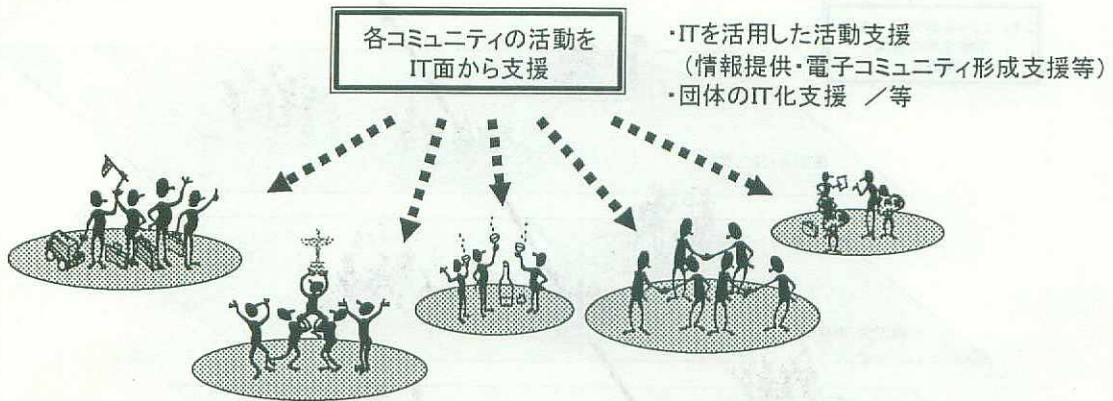 各コミュニティの活動を
IT面から支援
・ITを活用した活動支援
(情報提供・電子コミュニティ形成支援等)
・団体のIT化支援 ／等